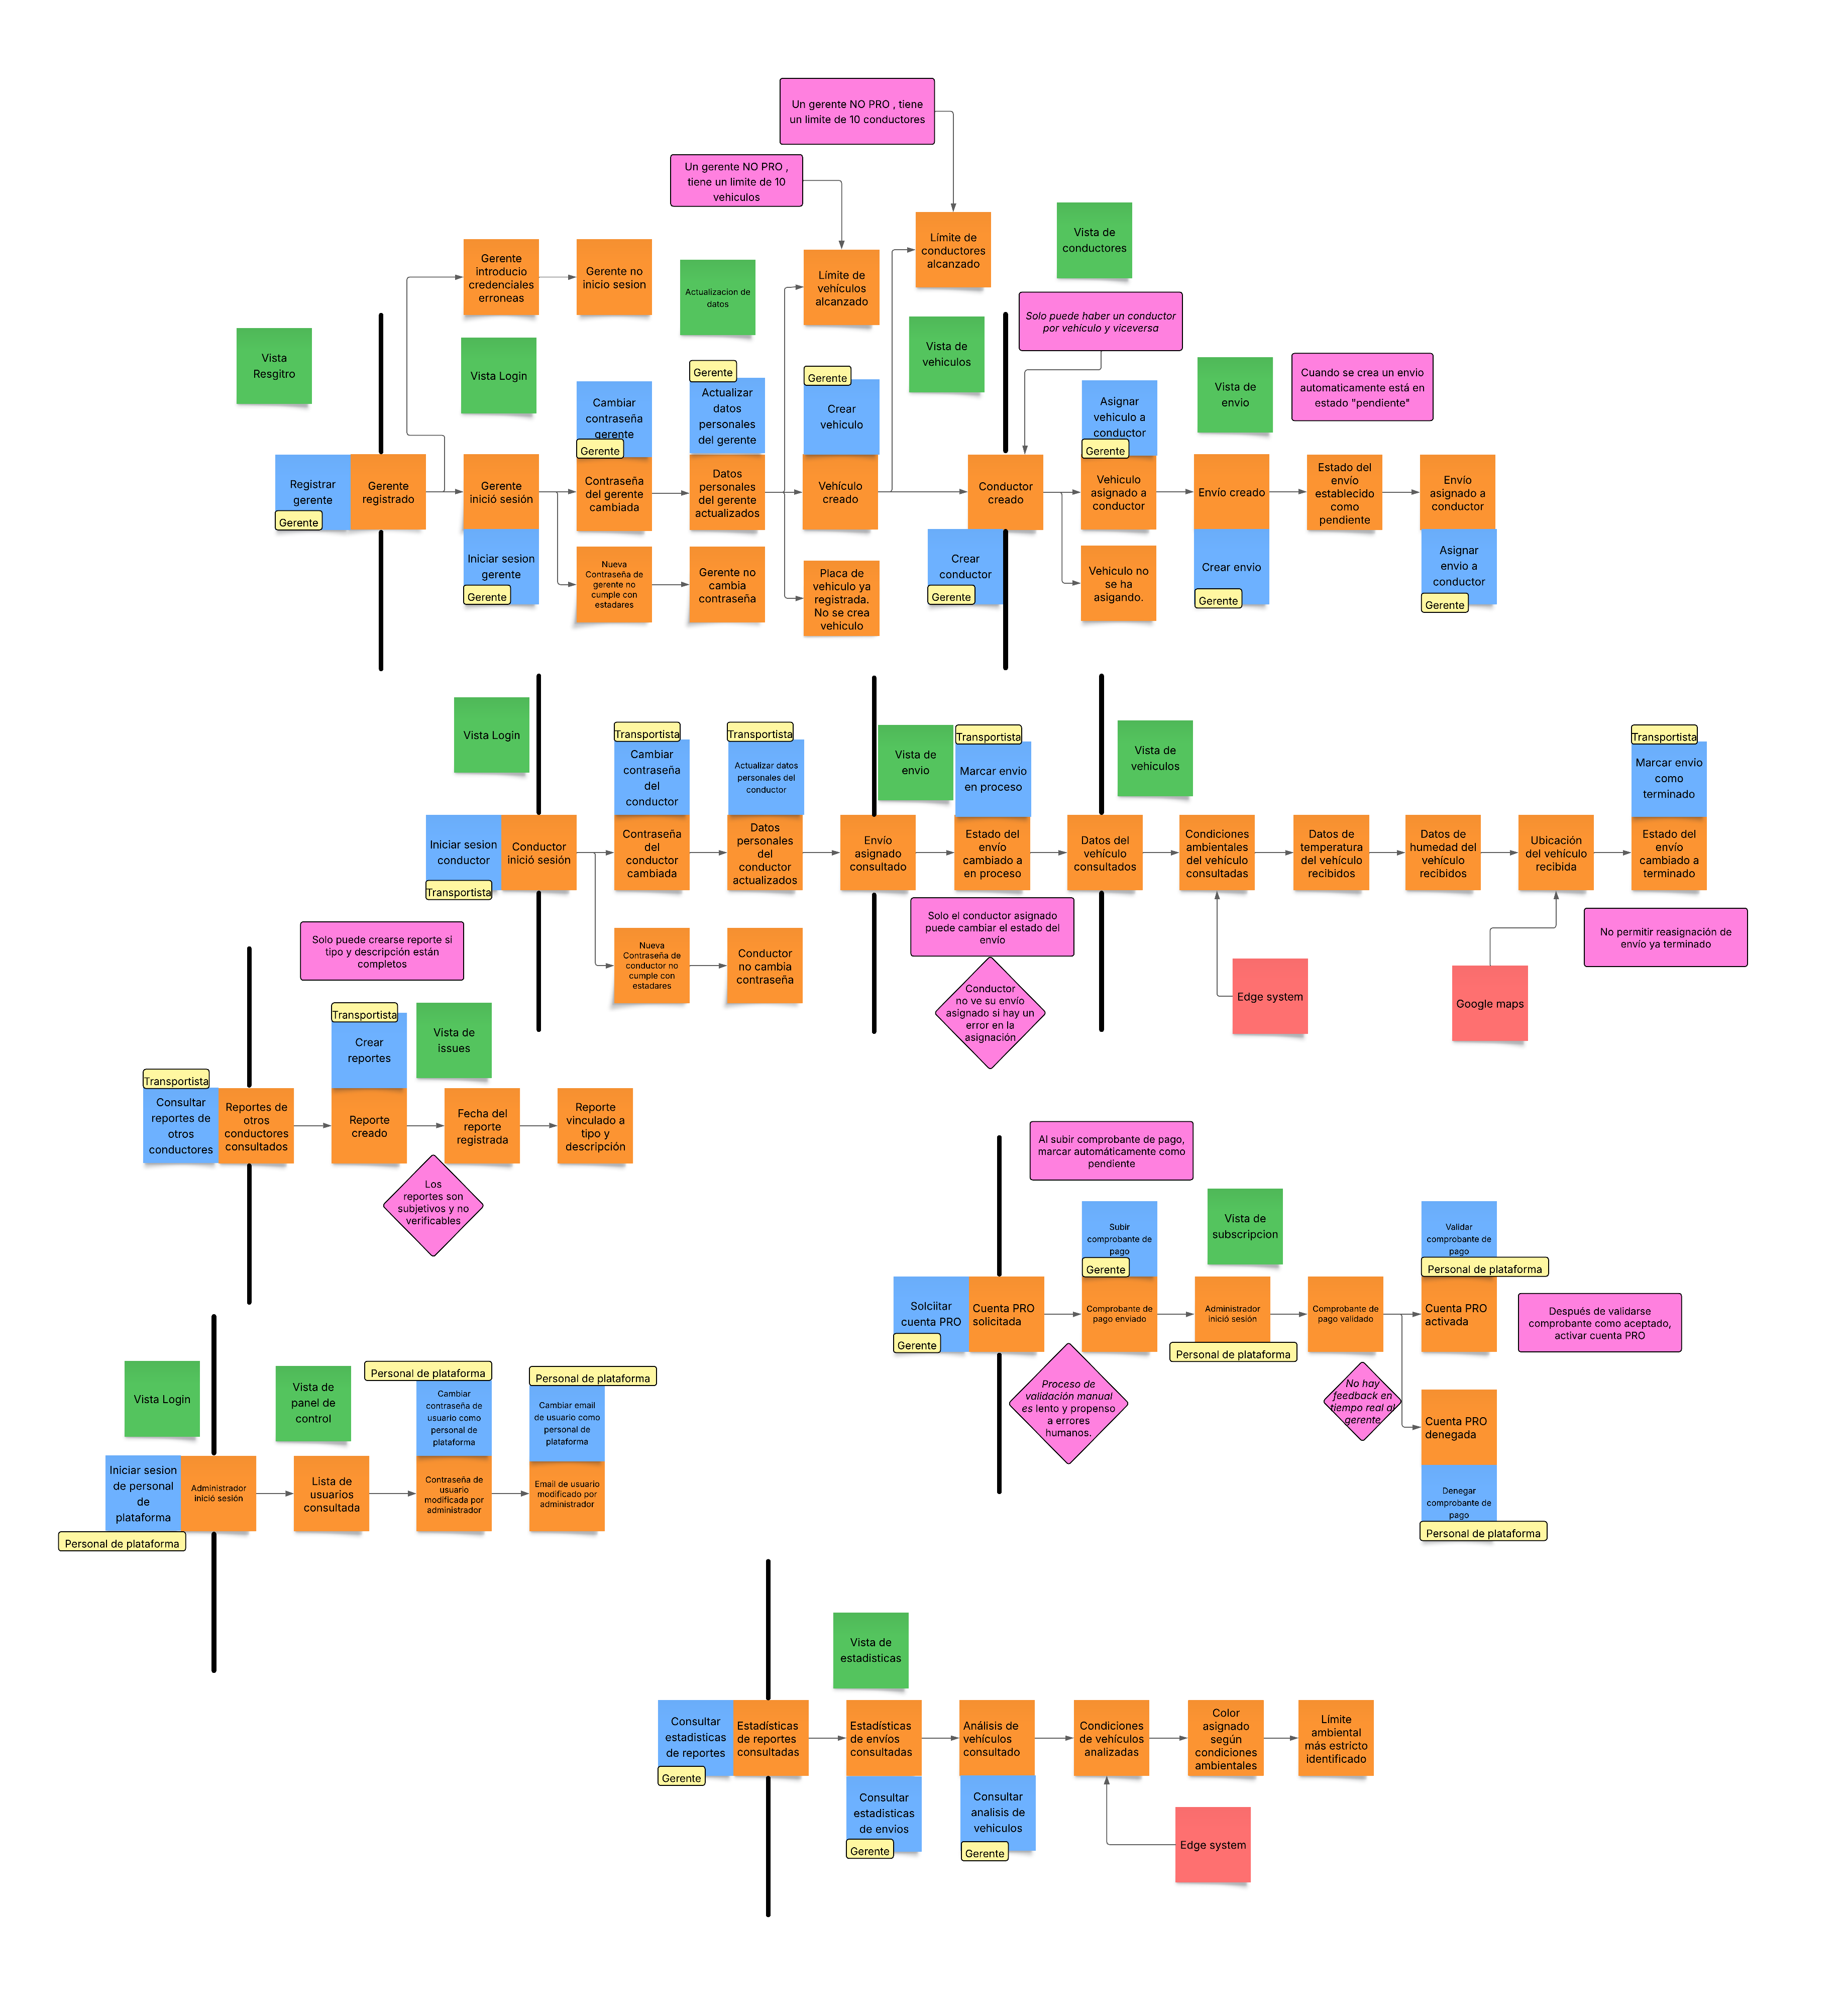 Un gerente NO PRO , tiene
un limite de 10 conductores
Un gerente NO PRO ,
tiene un limite de 10
vehiculos
Límite de
conductores
alcanzado
Vista de
conductores
Gerente
introducio
credenciales
erroneas
Gerente no
inicio sesion
Actualizacion de
datos
Límite de
vehículos
alcanzado
Solo puede haber un conductor
por vehículo y viceversa
Vista
Resgitro
Vista Login
Vista de
vehiculos
Vista de
envio
Cuando se crea un envio
automaticamente está en
estado "pendiente"
Cambiar
contraseña
gerente
Gerente
Gerente
Actualizar
datos
personales
del gerente
Gerente
Crear
vehiculo
Asignar
vehiculo a
conductor
Gerente
Registrar
gerente
Gerente
Gerente
registrado
Gerente
inició sesión
Contraseña
del gerente
cambiada
Datos
personales
del gerente
actualizados
Vehículo
creado
Conductor
creado
Vehiculo
asignado a
conductor
Envío creado
Estado del
envío
establecido
como
pendiente
Envío
asignado a
conductor
Iniciar sesion
gerente
Gerente
Nueva
Contraseña de
gerente no
cumple con
estadares
Gerente no
cambia
contraseña
Placa de
vehiculo ya
registrada.
No se crea
vehiculo
Crear
conductor
Gerente
Vehiculo no
se ha
asigando.
Crear envio
Gerente
Asignar
envio a
conductor
Gerente
Vista Login
Transportista
Cambiar
contraseña
del
conductor
Transportista
Actualizar datos
personales del
conductor
Vista de
envio
Transportista
Marcar envio
en proceso
Vista de
vehiculos
Transportista
Marcar envio
como
terminado
Iniciar sesion
conductor
Transportista
Conductor
inició sesión
Contraseña
del
conductor
cambiada
Datos
personales
del
conductor
actualizados
Envío
asignado
consultado
Estado del
envío
cambiado a
en proceso
Datos del
vehículo
consultados
Condiciones
ambientales
del vehículo
consultadas
Datos de
temperatura
del vehículo
recibidos
Datos de
humedad del
vehículo
recibidos
Ubicación
del vehículo
recibida
Estado del
envío
cambiado a
terminado
Solo puede crearse reporte si
tipo y descripción están
completos
Nueva
Contraseña de
conductor no
cumple con
estadares
Conductor
no cambia
contraseña
Solo el conductor asignado
puede cambiar el estado del
envío
Conductor
no ve su envío
asignado si hay un
error en la
asignación
Edge system
Google maps
No permitir reasignación de
envío ya terminado
Transportista
Crear
reportes
Vista de
issues
Transportista
Consultar
reportes de
otros
conductores
Reportes de
otros
conductores
consultados
Reporte
creado
Fecha del
reporte
registrada
Reporte
vinculado a
tipo y
descripción
Los
reportes son
subjetivos y no
verificables
Al subir comprobante de pago,
marcar automáticamente como
pendiente
Subir
comprobante de
pago
Gerente
Vista de
subscripcion
Validar
comprobante de
pago
Personal de plataforma
Solciitar
cuenta PRO
Gerente
Cuenta PRO
solicitada
Comprobante de
pago enviado
Administrador
inició sesión
Personal de plataforma
Comprobante de
pago validado
Cuenta PRO
activada
Después de validarse
comprobante como aceptado,
activar cuenta PRO
Proceso de
validación manual
es lento y propenso
a errores
humanos.
No hay
feedback en
tiempo real al
gerente
Cuenta PRO
denegada
Denegar
comprobante de
pago
Personal de plataforma
Vista Login
Vista de
panel de
control
Personal de plataforma
Cambiar
contraseña de
usuario como
personal de
plataforma
Personal de plataforma
Cambiar email
de usuario como
personal de
plataforma
Iniciar sesion
de personal
de
plataforma
Personal de plataforma
Administrador
inició sesión
Lista de
usuarios
consultada
Contraseña de
usuario
modificada por
administrador
Email de usuario
modificado por
administrador
Vista de
estadisticas
Consultar
estadisticas
de reportes
Gerente
Estadísticas
de reportes
consultadas
Estadísticas
de envíos
consultadas
Análisis de
vehículos
consultado
Condiciones
de vehículos
analizadas
Color
asignado
según
condiciones
ambientales
Límite
ambiental
más estricto
identificado
Consultar
estadisticas
de envios
Gerente
Consultar
analisis de
vehiculos
Gerente
Edge system